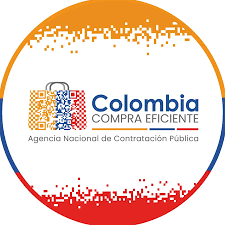 Colombia
COMPRA EFICIENTE
Agencia Nacional de Contratación Pública